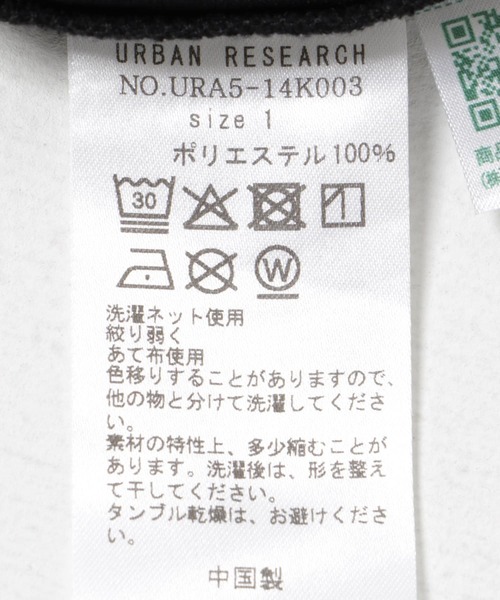 URBAN RESEARCH
NO.URA5-14K003
size 1
ポリエステル100%
30
W
洗濯ネット使用
絞り弱く
あて布使用
色移りすることがありますので、
他の物と分けて洗濯してくださ
い。
素材の特性上、多少縮むことが
あります。洗濯後は、形を整え
て干してください。
タンブル乾燥は、お避けくださ
い。
中国製
商品
(株